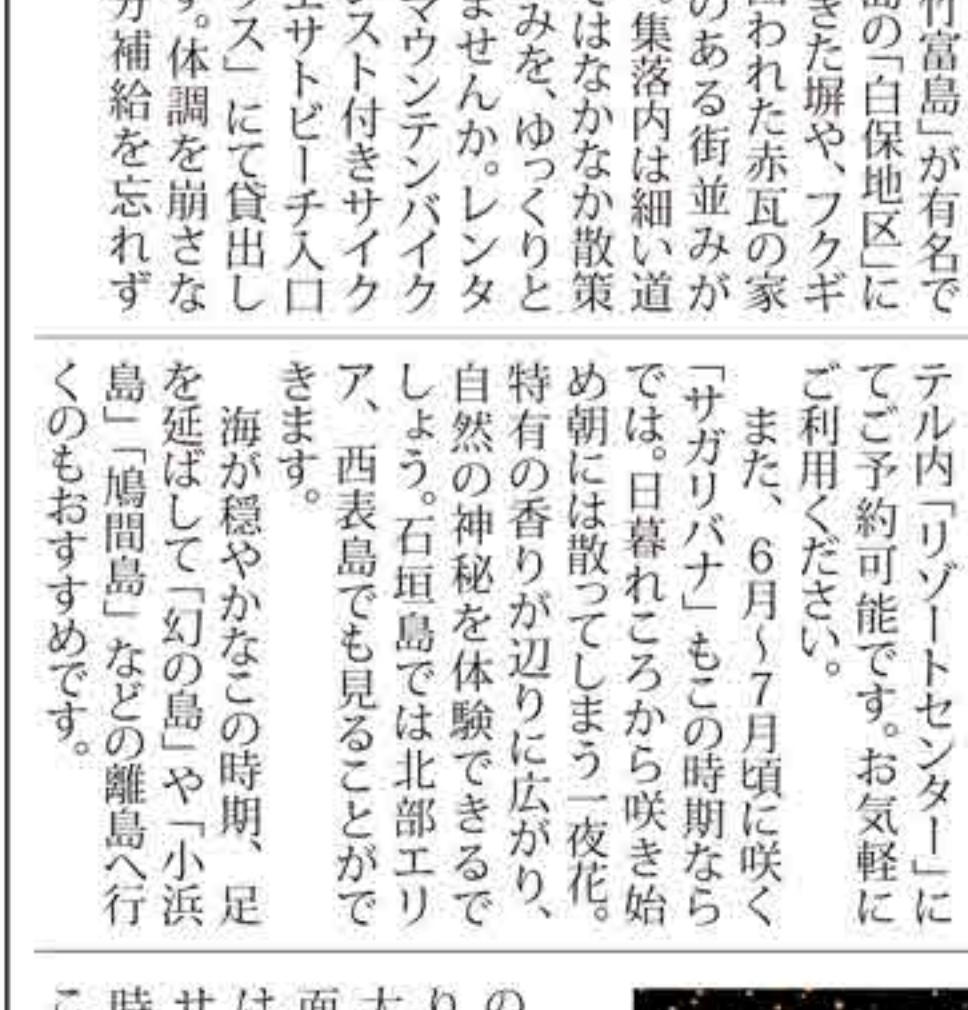 竹富島」が有名で
島の「白保地区」に
きた塀や、フクギ
囲われた赤瓦の家
のある街並みが
。集落内は細い道
ではなかなか散策
みを、ゆっくりと
ませんか。レンタ
マウンテンバイク
シスト付きサイク
サトビーチ入口
ス」にて貸出し
す。体調を崩さな
分補給を忘れず
テル内「リゾートセンター」に
てご予約可能です。お気軽に
ご利用ください。
また、6月～7月頃に咲く
「サガリバナ」もこの時期なら
では。日暮れころから咲き始
め朝には散ってしまう一夜花。
特有の香りが辺りに広がり、
自然の神秘を体験できるで
しょう。石垣島では北部エリ
ア、西表島でも見ることがで
きます。
海が穏やかなこの時期、足
を延ばして「幻の島」や「小浜
島」「鳩間島」などの離島へ行
くのもおすすめです。